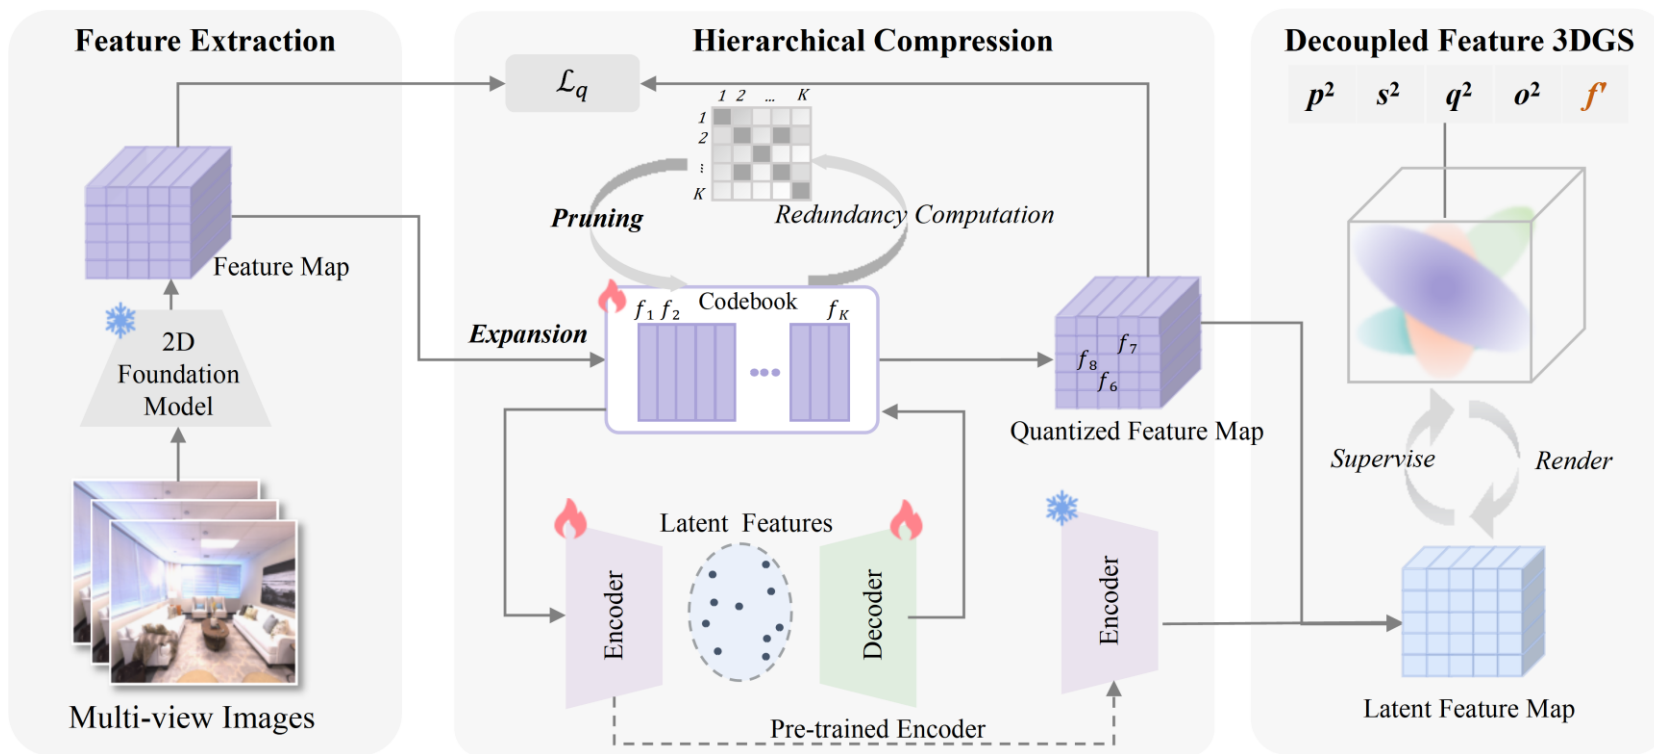 Feature Extraction
Feature Map
2D
Foundation
Model
Multi-view Images
Hierarchical Compression
ℒq
1 2 ... K
1
2
⋮
K
Pruning
Redundancy Computation
Codebook
f1 f2 fK
Expansion
f7
f8
f6
Quantized Feature Map
Latent Features
Encoder
Decoder
Encoder
Pre-trained Encoder
Decoupled Feature 3DGS
p² s² q² o² f'
Supervise
Render
Latent Feature Map